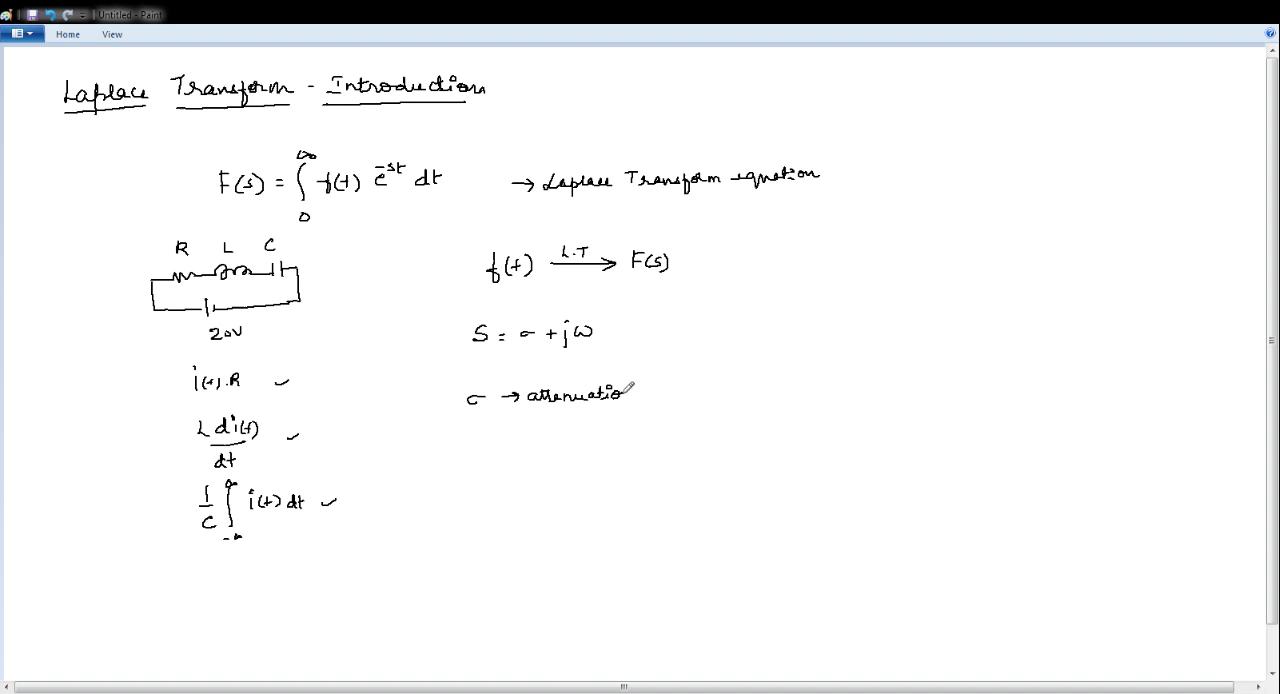 Untitled - Paint
Home View
Laplace Transform - Introduction
F(s) = ∫₀^∞ f(t) e^-st dt → Laplace Transform equation
R L C
f(t) L.T → F(s)
20V
S = σ + jω
i(t).R ✓
σ → attenuation
L di(t)/dt ✓
1/C ∫_-∞^∞ i(t) dt ✓